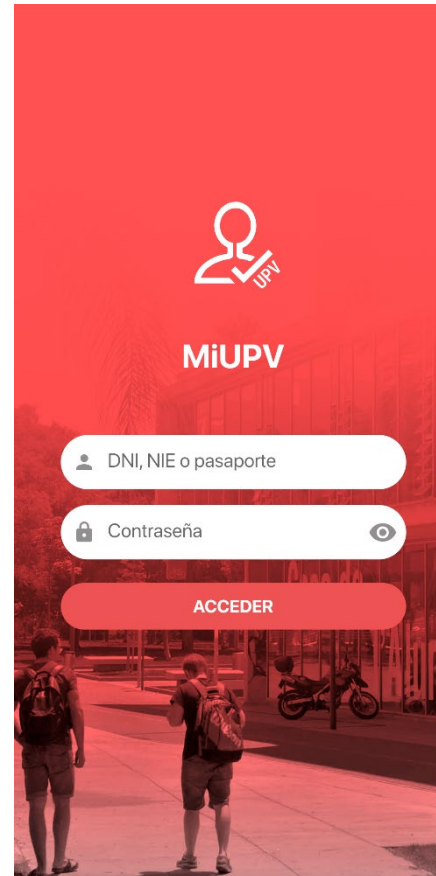 UPV
MiUPV
DNI, NIE o pasaporte
Contraseña
ACCEDER